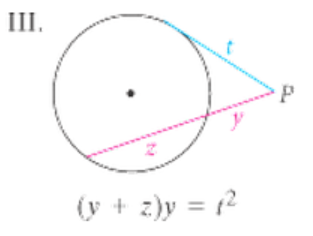 III.
t
P
y
z
(y + z)y = t²